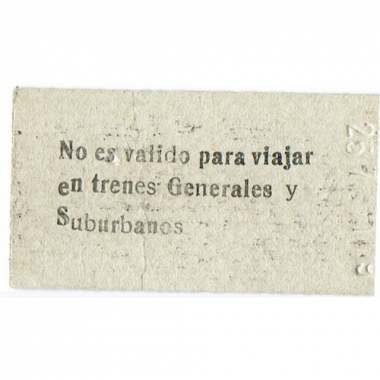 No es valido para viajar
en trenes Generales y
Suburbanos